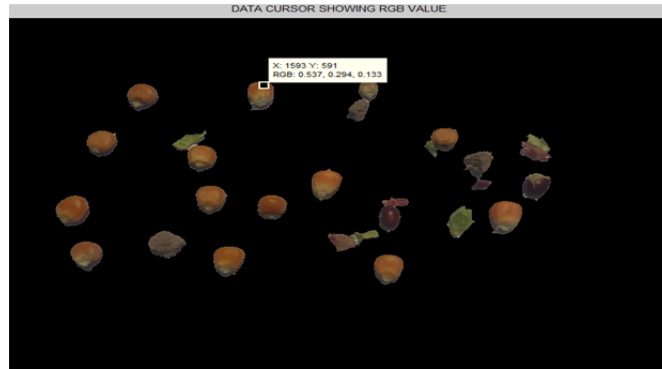 DATA CURSOR SHOWING RGB VALUE
X: 1593 Y: 591
RGB: 0.537, 0.294, 0.133